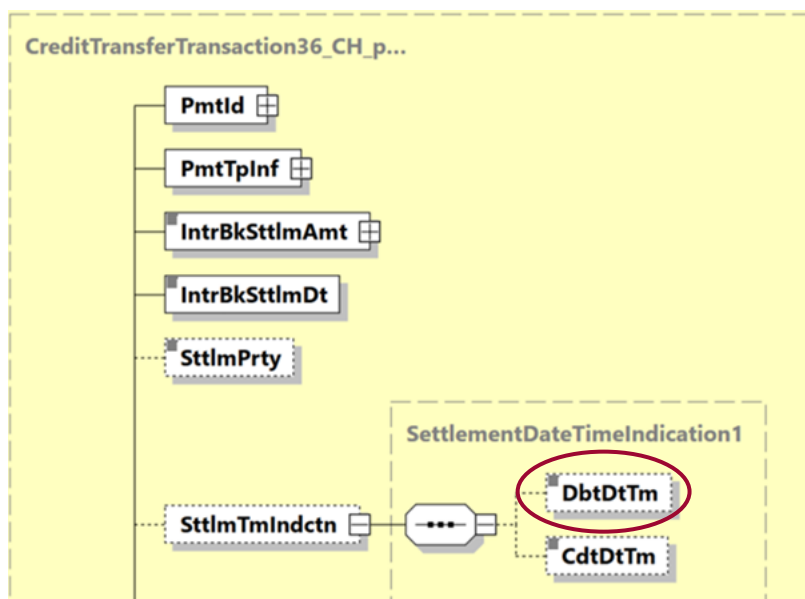 CreditTransferTransaction36_CH_p...
PmtId
PmtTpInf
IntrBkSttlmAmt
IntrBkSttlmDt
SttlmPrty
SettlementDateTimeIndication1
DbtDtTm
SttlmTmIndctn
CdtDtTm